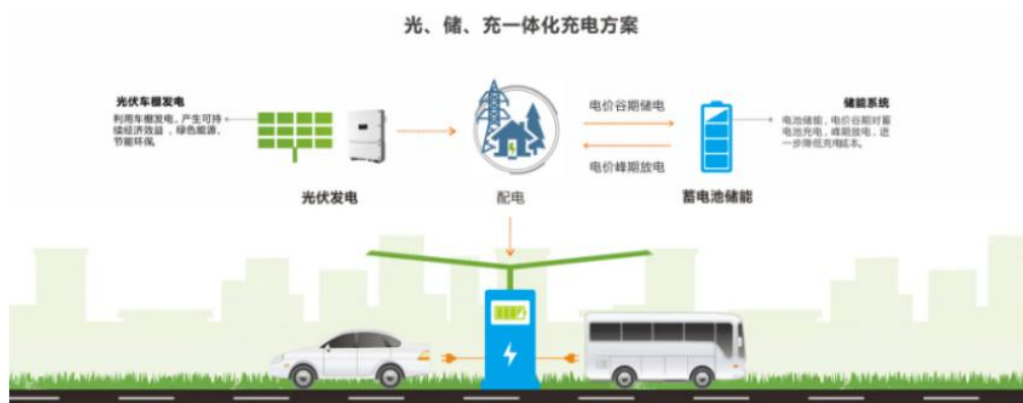 光、储、充一体化充电方案
光伏车棚发电
利用车棚发电，产生可持
续经济效益，绿色能源，
节能环保。
电价谷期储电
电价峰期放电
储能系统
电池储能，电价谷期对蓄
电池充电，峰期放电，进
一步降低充电成本。
光伏发电
配电
蓄电池储能